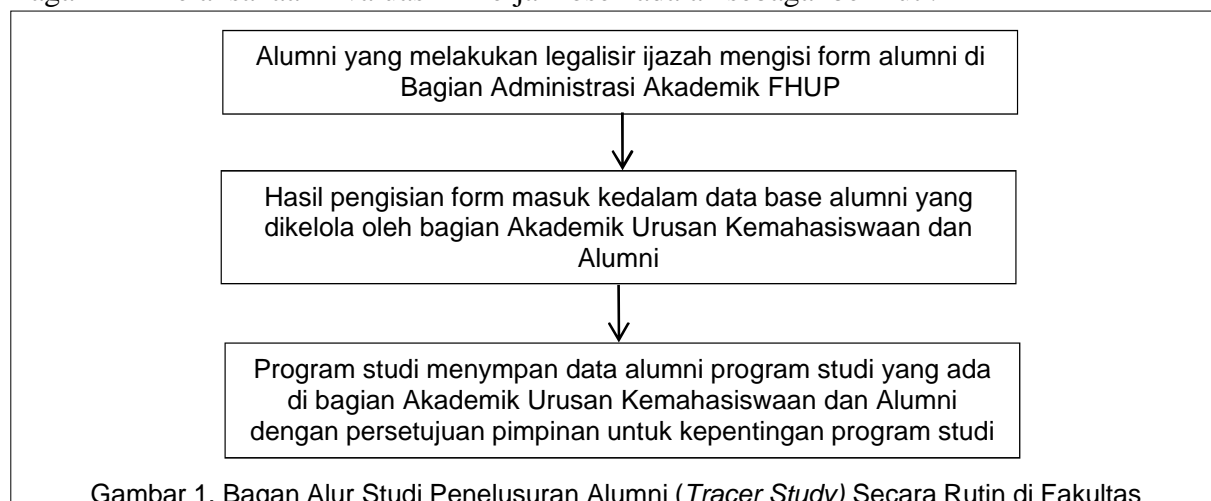 Alumni yang melakukan legalisir ijazah mengisi form alumni di
Bagian Administrasi Akademik FHUP
Hasil pengisian form masuk kedalam data base alumni yang
dikelola oleh bagian Akademik Urusan Kemahasiswaan dan
Alumni
Program studi menympan data alumni program studi yang ada
di bagian Akademik Urusan Kemahasiswaan dan Alumni
dengan persetujuan pimpinan untuk kepentingan program studi
Gambar 1. Bagan Alur Studi Penelusuran Alumni (Tracer Study) Secara Rutin di Fakultas